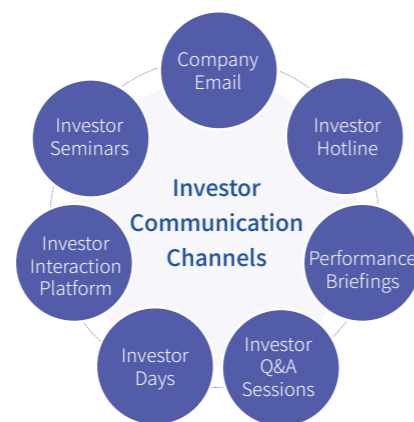 Company
Email
Investor
Hotline
Performance
Briefings
Investor
Q&A
Sessions
Investor
Days
Investor
Interaction
Platform
Investor
Seminars
Investor
Communication
Channels